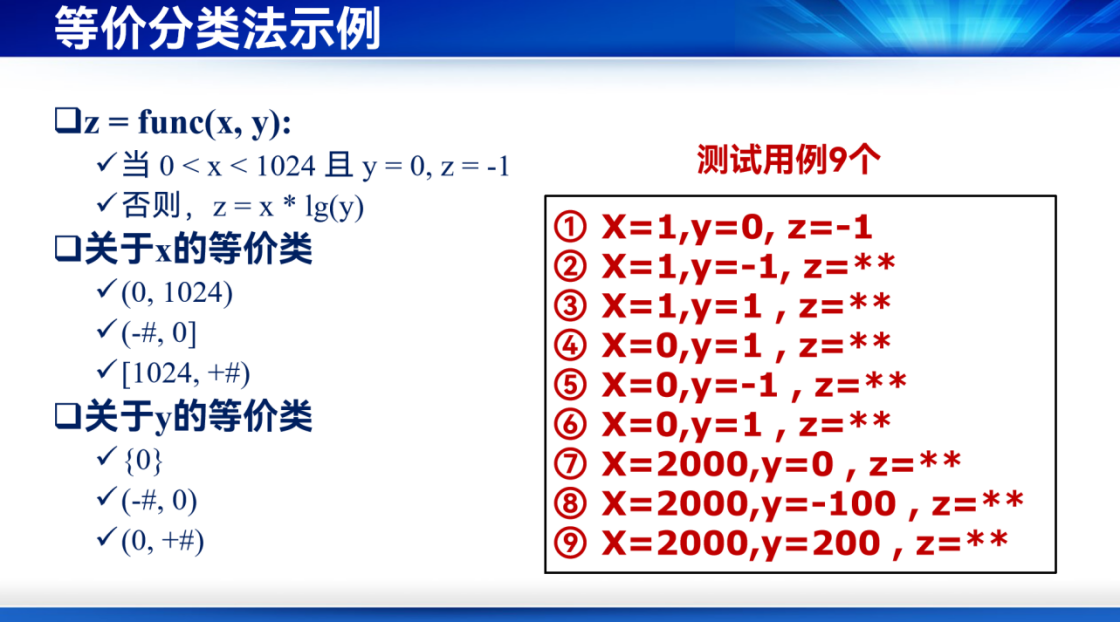 等价分类法示例
❑z = func(x, y):
✓当 0 < x < 1024 且 y = 0, z = -1
✓否则，z = x * lg(y)
❑关于x的等价类
✓(0, 1024)
✓(-#, 0]
✓[1024, +#)
❑关于y的等价类
✓{0}
✓(-#, 0)
✓(0, +#)
测试用例9个
① X=1,y=0, z=-1
② X=1,y=-1, z=**
③ X=1,y=1 , z=**
④ X=0,y=1 , z=**
⑤ X=0,y=-1 , z=**
⑥ X=0,y=1 , z=**
⑦ X=2000,y=0 , z=**
⑧ X=2000,y=-100 , z=**
⑨ X=2000,y=200 , z=**